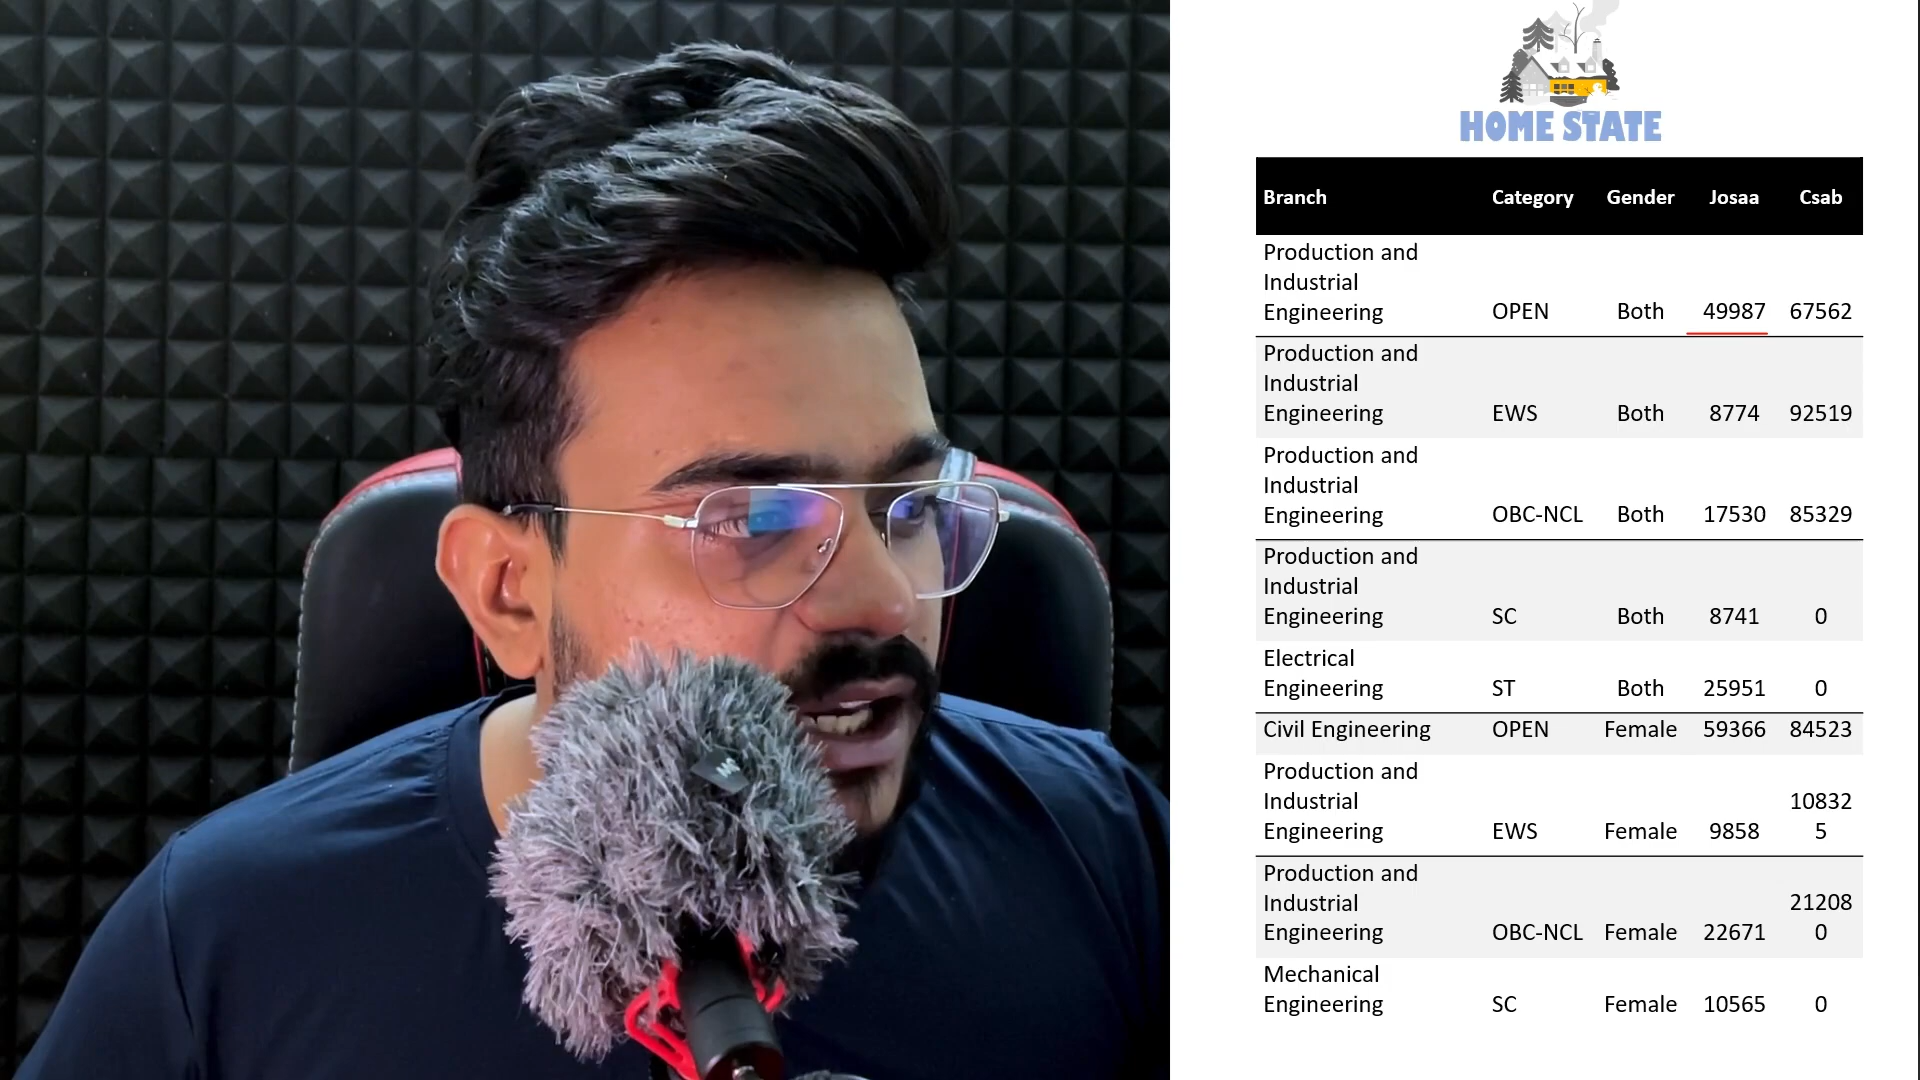 HOME STATE
Branch Category Gender Josaa Csab
Production and
Industrial
Engineering OPEN Both 49987 67562
Production and
Industrial
Engineering EWS Both 8774 92519
Production and
Industrial
Engineering OBC-NCL Both 17530 85329
Production and
Industrial
Engineering SC Both 8741 0
Electrical
Engineering ST Both 25951 0
Civil Engineering OPEN Female 59366 84523
Production and
Industrial 10832
Engineering EWS Female 9858 5
Production and
Industrial 21208
Engineering OBC-NCL Female 22671 0
Mechanical
Engineering SC Female 10565 0